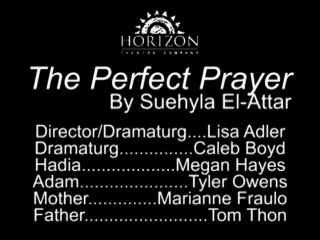 HORIZON
THEATRE COMPANY
The Perfect Prayer
By Suehyla El-Attar
Director/Dramaturg....Lisa Adler
Dramaturg...............Caleb Boyd
Hadia...................Megan Hayes
Adam......................Tyler Owens
Mother..............Marianne Fraulo
Father..........................Tom Thon